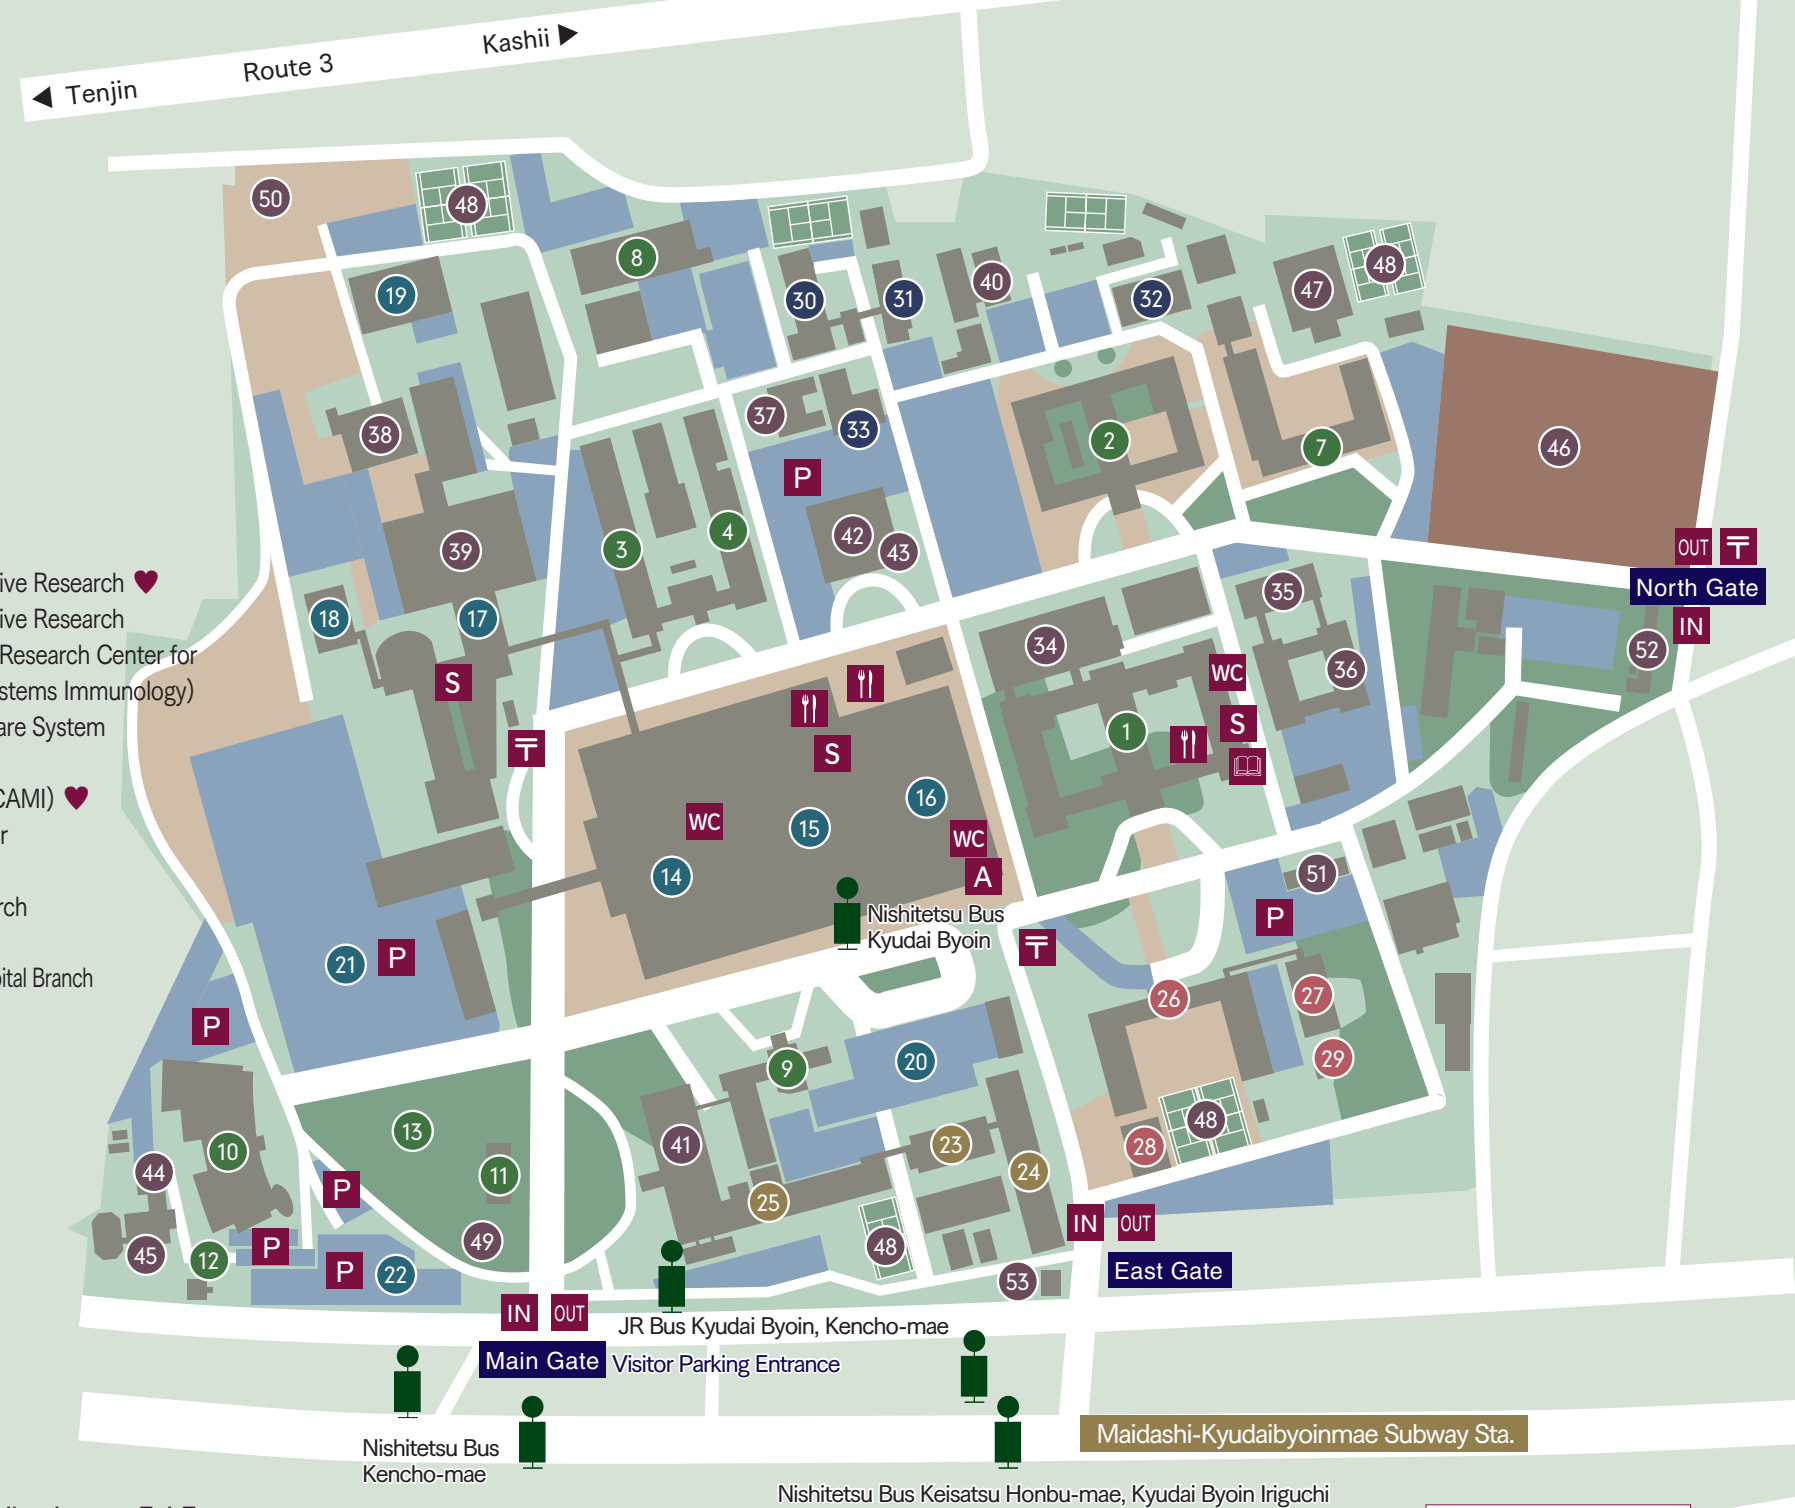 Kashii
Route 3
Tenjin
50
48
8
19
30
31
40
32
47
48
37
33
38
2
7
46
P
3
4
42
43
39
OUT
〒
North Gate
IN
ive Research ♥
ive Research
Research Center for
stems Immunology)
are System
CAMI) ♥
r
rch
pital Branch
18
17
S
34
35
36
52
WC
S
1
〒
S
16
15
WC
14
WC
A
Nishitetsu Bus
Kyudai Byoin
〒
51
P
21
P
P
26
27
29
9
20
13
10
11
44
P
41
23
24
25
28
48
45
12
P
P
22
49
48
53
IN
OUT
East Gate
IN
OUT
JR Bus Kyudai Byoin, Kencho-mae
Main Gate
Visitor Parking Entrance
Maidashi-Kyudaibyoinmae Subway Sta.
Nishitetsu Bus
Kencho-mae
Nishitetsu Bus Keisatsu Honbu-mae, Kyudai Byoin Iriguchi